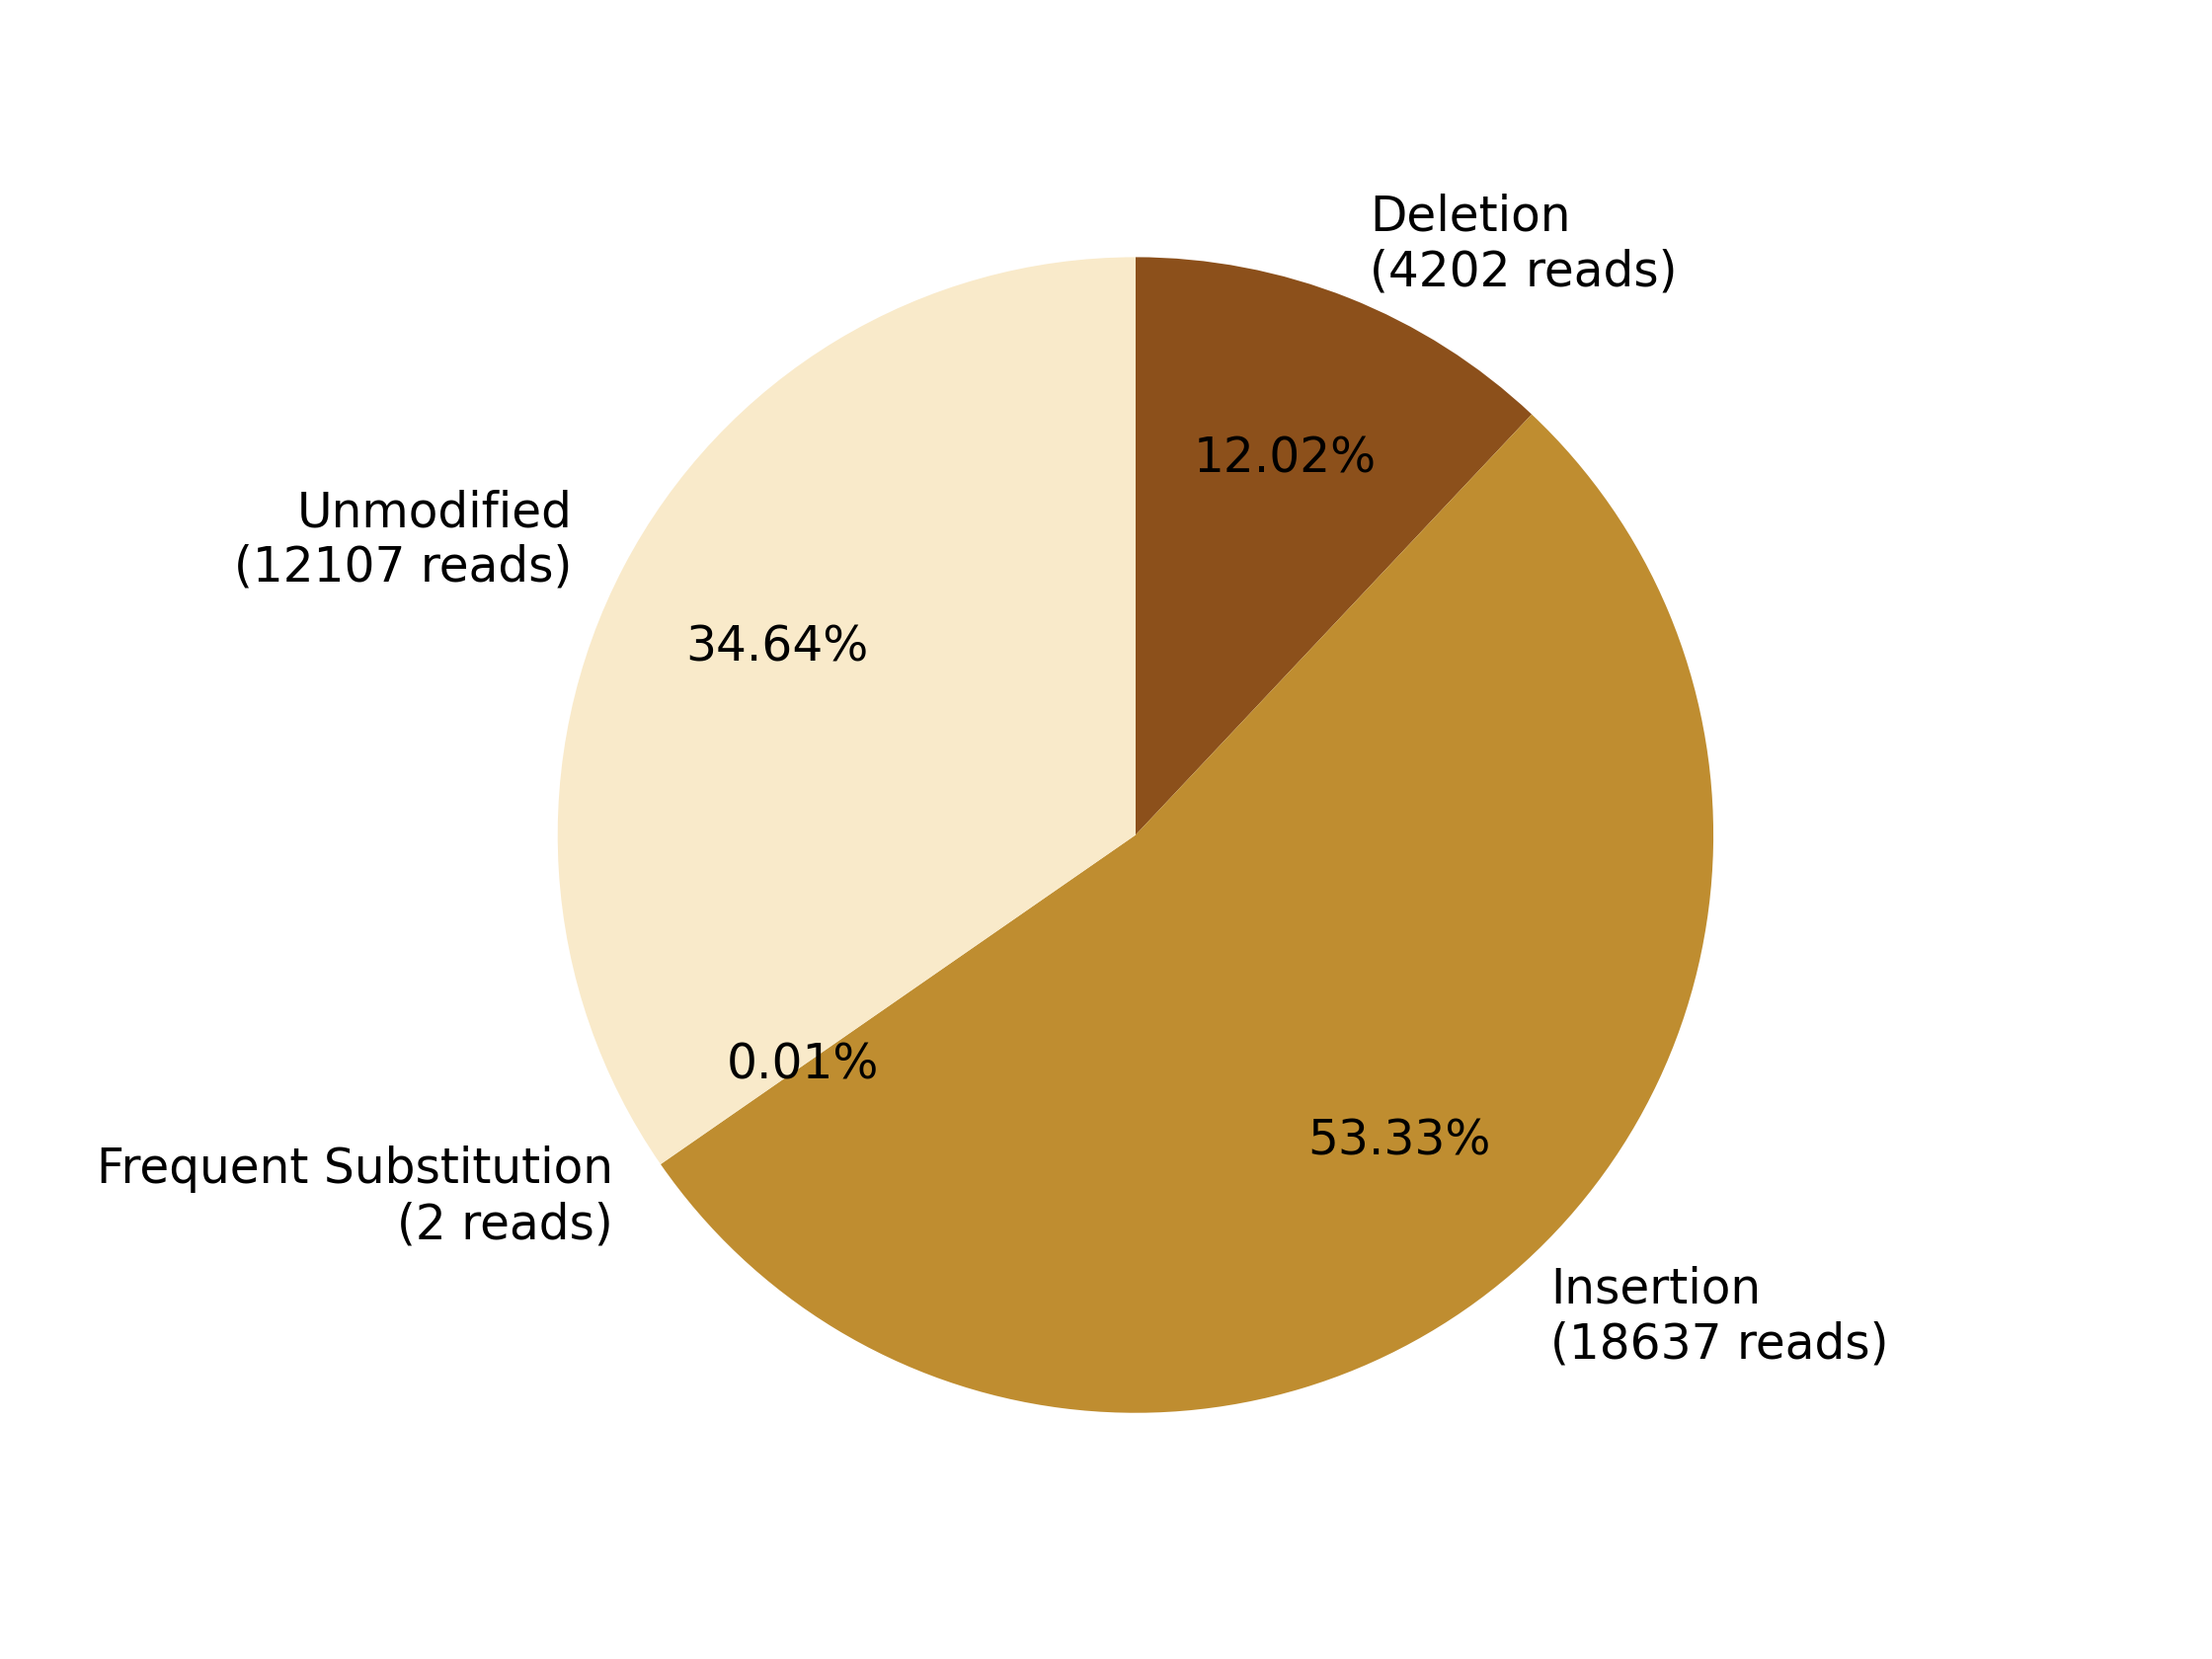 Deletion
(4202 reads)
12.02%
Unmodified
(12107 reads)
34.64%
0.01%
Frequent Substitution
(2 reads)
53.33%
Insertion
(18637 reads)